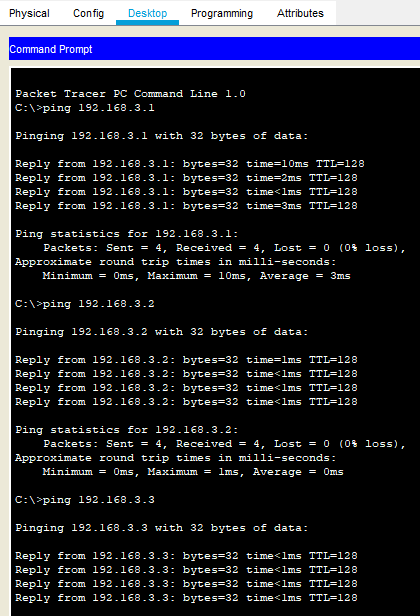 Physical Config Desktop Programming Attributes
Command Prompt
Packet Tracer PC Command Line 1.0
C:\>ping 192.168.3.1
Pinging 192.168.3.1 with 32 bytes of data:
Reply from 192.168.3.1: bytes=32 time=10ms TTL=128
Reply from 192.168.3.1: bytes=32 time=2ms TTL=128
Reply from 192.168.3.1: bytes=32 time<1ms TTL=128
Reply from 192.168.3.1: bytes=32 time=3ms TTL=128
Ping statistics for 192.168.3.1:
Packets: Sent = 4, Received = 4, Lost = 0 (0% loss),
Approximate round trip times in milli-seconds:
Minimum = 0ms, Maximum = 10ms, Average = 3ms
C:\>ping 192.168.3.2
Pinging 192.168.3.2 with 32 bytes of data:
Reply from 192.168.3.2: bytes=32 time=1ms TTL=128
Reply from 192.168.3.2: bytes=32 time<1ms TTL=128
Reply from 192.168.3.2: bytes=32 time<1ms TTL=128
Reply from 192.168.3.2: bytes=32 time<1ms TTL=128
Ping statistics for 192.168.3.2:
Packets: Sent = 4, Received = 4, Lost = 0 (0% loss),
Approximate round trip times in milli-seconds:
Minimum = 0ms, Maximum = 1ms, Average = 0ms
C:\>ping 192.168.3.3
Pinging 192.168.3.3 with 32 bytes of data:
Reply from 192.168.3.3: bytes=32 time<1ms TTL=128
Reply from 192.168.3.3: bytes=32 time<1ms TTL=128
Reply from 192.168.3.3: bytes=32 time<1ms TTL=128
Reply from 192.168.3.3: bytes=32 time<1ms TTL=128